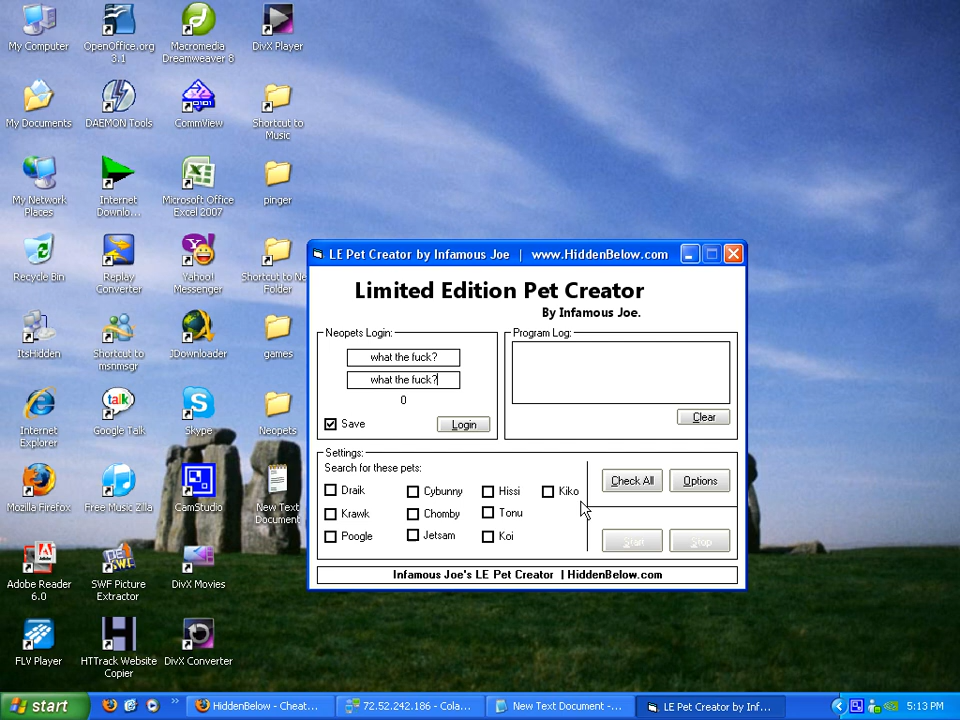 My Computer
OpenOffice.org
3.1
Macromedia
Dreamweaver 8
DivX Player
My Documents
DAEMON Tools
CommView
Shortcut to
Music
My Network
Places
Internet
Downlo...
Microsoft Office
Excel 2007
pinger
Recycle Bin
Replay
Converter
Yahoo!
Messenger
Shortcut to Ne
Folder
ItsHidden
Shortcut to
msnmsgr
JDownloader
games
Internet
Explorer
talk
Google Talk
Skype
Neopets
Mozilla Firefox
Free Music Zilla
CamStudio
New Text
Document
Adobe Reader
6.0
SWF Picture
Extractor
DivX Movies
FLV Player
HTTrack Website
Copier
DivX Converter
LE Pet Creator by Infamous Joe | www.HiddenBelow.com
Limited Edition Pet Creator
By Infamous Joe.
Neopets Login:
what the fuck?
what the fuck?
0
Save
Login
Program Log:
Clear
Settings:
Search for these pets:
Draik
Cybunny
Hissi
Kiko
Krawk
Chomby
Tonu
Poogle
Jetsam
Koi
Check All
Options
Start
Stop
Infamous Joe's LE Pet Creator | HiddenBelow.com
start
HiddenBelow - Cheat...
72.52.242.186 - Cola...
New Text Document -...
LE Pet Creator by Inf...
5:13 PM